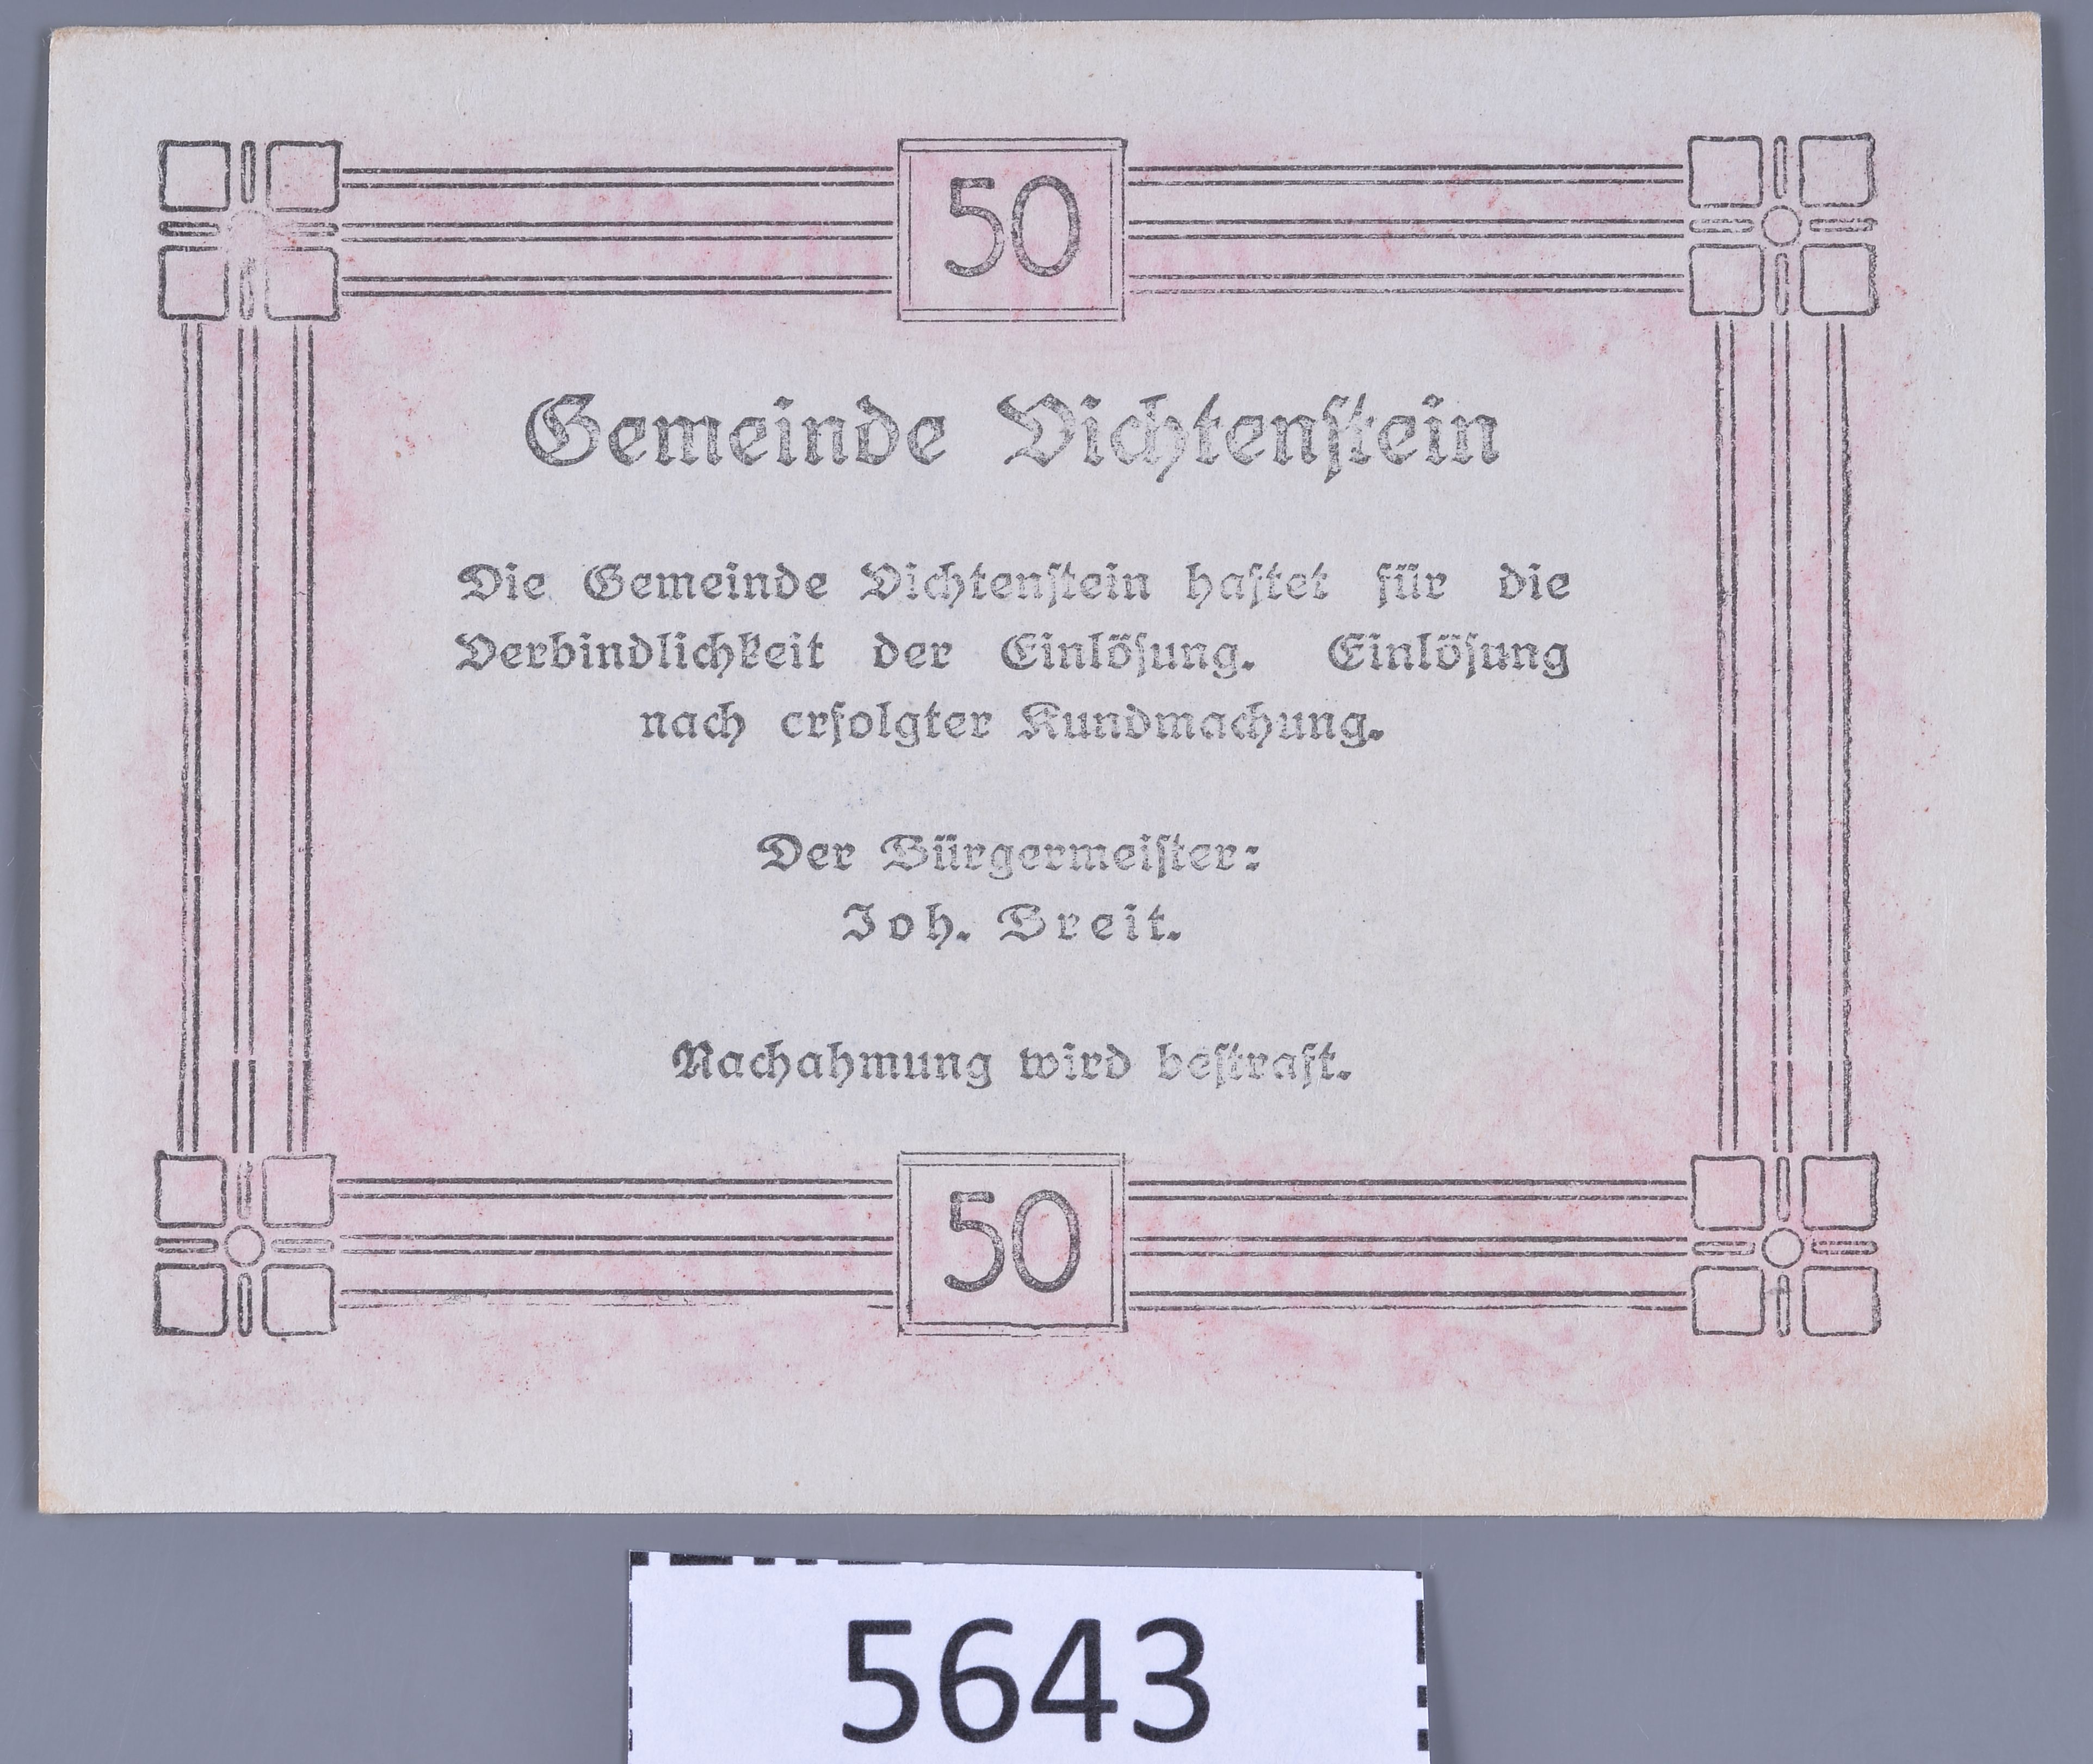 50
Gemeinde Vichtenstein
Die Gemeinde Vichtenstein haftet für die
Verbindlichkeit der Einlösung. Einlösung
nach erfolgter Kundmachung.
Der Bürgermeister:
Joh. Breit.
Nachahmung wird bestraft.
50
5643